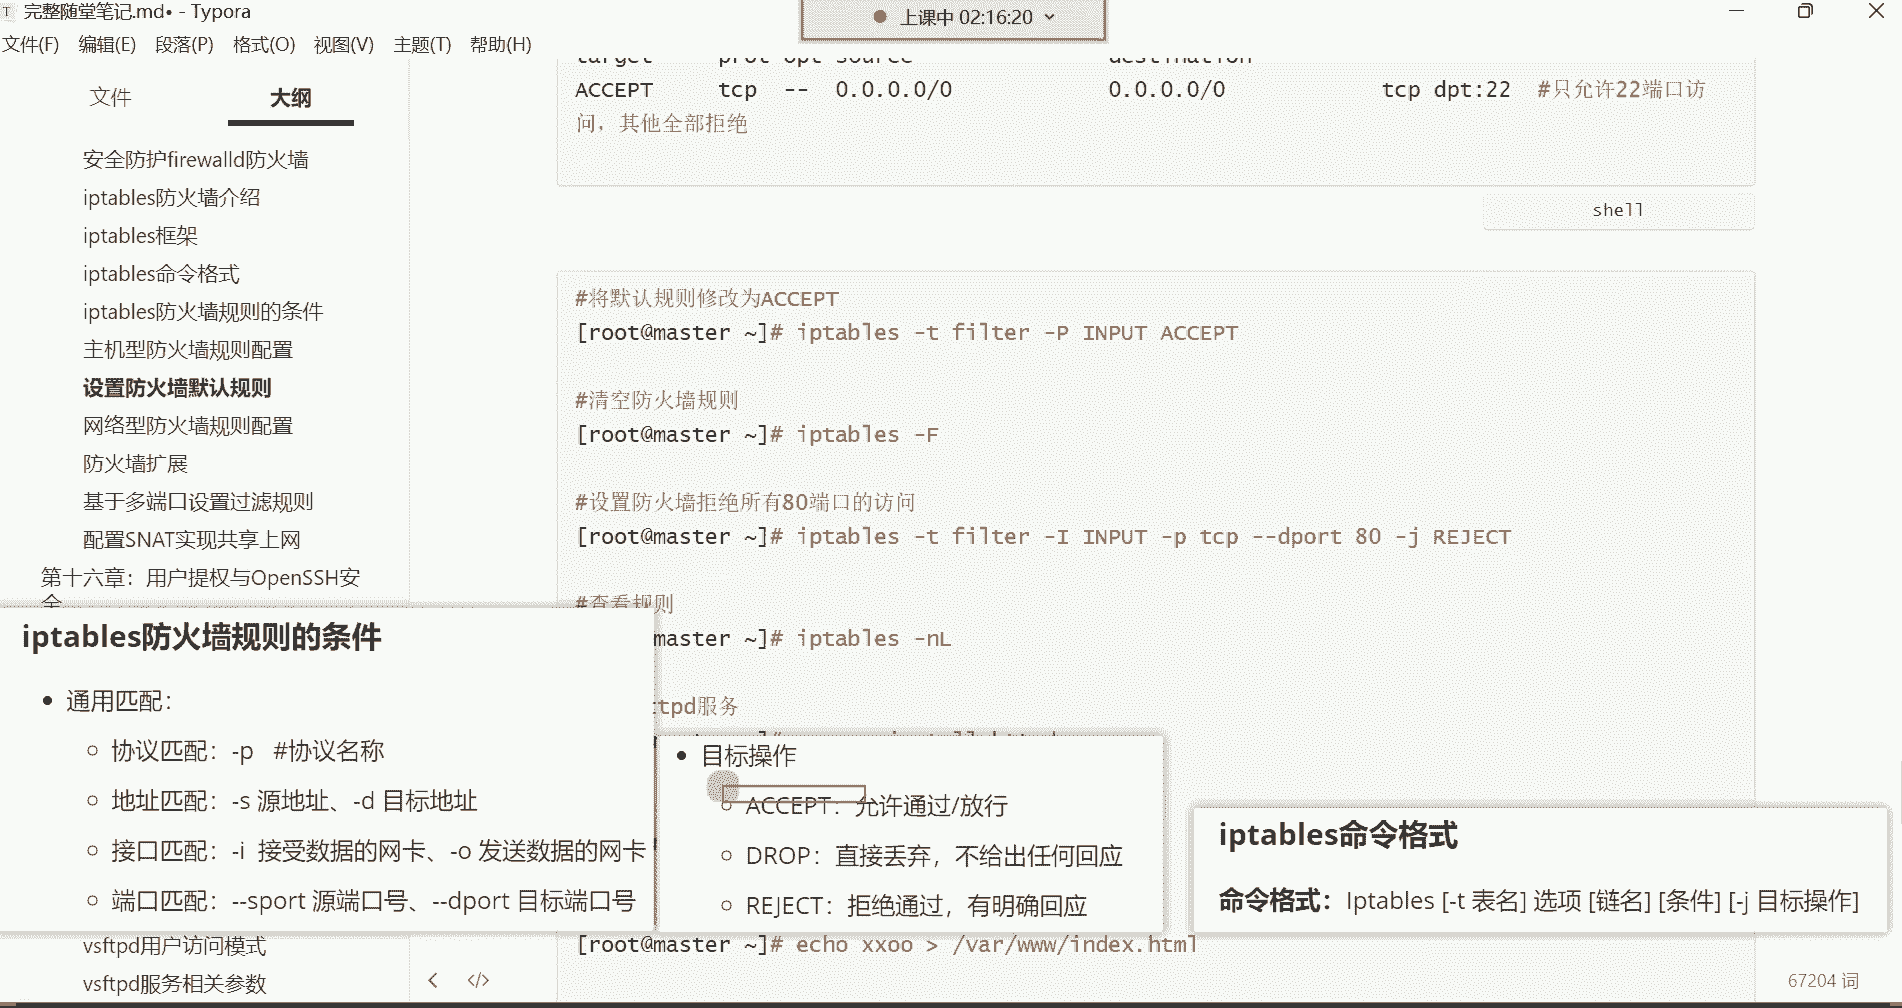 完整随堂笔记.md• - Typora
上课中 02:16:20
文件(F) 编辑(E) 段落(P) 格式(O) 视图(V) 主题(T) 帮助(H)
文件 大纲
安全防护firewalld防火墙
iptables防火墙介绍
iptables框架
iptables命令格式
iptables防火墙规则的条件
主机型防火墙规则配置
设置防火墙默认规则
网络型防火墙规则配置
防火墙扩展
基于多端口设置过滤规则
配置SNAT实现共享上网
第十六章：用户提权与OpenSSH安
全
target prot opt source destination
ACCEPT tcp -- 0.0.0.0/0 0.0.0.0/0 tcp dpt:22 #只允许22端口访
问，其他全部拒绝
shell
#将默认规则修改为ACCEPT
[root@master ~]# iptables -t filter -P INPUT ACCEPT
#清空防火墙规则
[root@master ~]# iptables -F
#设置防火墙拒绝所有80端口的访问
[root@master ~]# iptables -t filter -I INPUT -p tcp --dport 80 -j REJECT
#查看规则
master ~]# iptables -nL
tpd服务
[root@master ~]# echo xxoo > /var/www/index.html
iptables防火墙规则的条件
通用匹配：
协议匹配：-p #协议名称
地址匹配：-s 源地址、-d 目标地址
接口匹配：-i 接受数据的网卡、-o 发送数据的网卡
端口匹配：--sport 源端口号、--dport 目标端口号
目标操作
ACCEPT：允许通过/放行
DROP：直接丢弃，不给出任何回应
REJECT：拒绝通过，有明确回应
iptables命令格式
命令格式：Iptables [-t 表名] 选项 [链名] [条件] [-j 目标操作]
vsftpd用户访问模式
vsftpd服务相关参数
67204 词